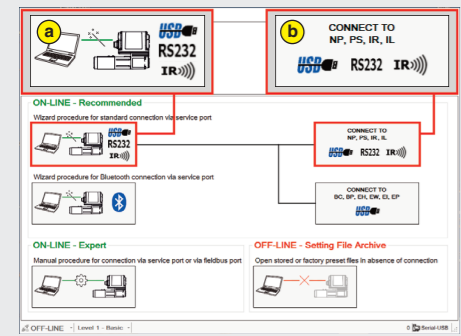 a
USB
RS232
IR
b
CONNECT TO
NP, PS, IR, IL
USB RS232 IR
ON-LINE - Recommended
Wizard procedure for standard connection via service port
USB
RS232
IR
CONNECT TO
NP, PS, IR, IL
USB RS232 IR
Wizard procedure for Bluetooth connection via service port
CONNECT TO
BC, BP, EH, EW, EI, EP
USB
ON-LINE - Expert
Manual procedure for connection via service port or via fieldbus port
OFF-LINE - Setting File Archive
Open stored or factory preset files in absence of connection
OFF-LINE - Level 1 - Basic - 0 Serial-USB